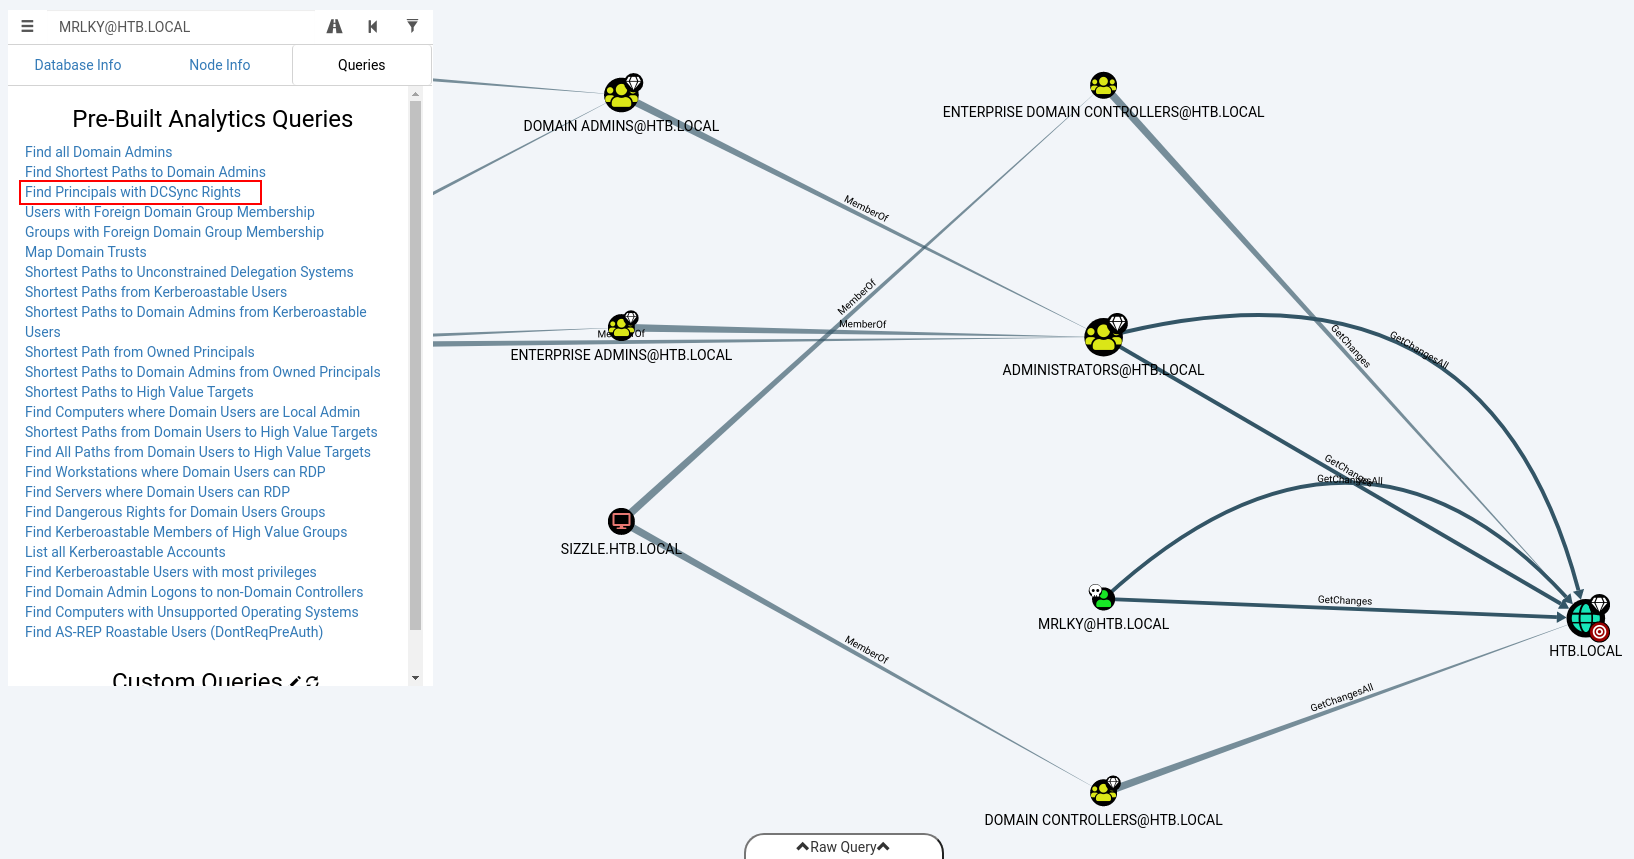 MRLKY@HTB.LOCAL
Database Info
Node Info
Queries
Pre-Built Analytics Queries
Find all Domain Admins
Find Shortest Paths to Domain Admins
Find Principals with DCSync Rights
Users with Foreign Domain Group Membership
Groups with Foreign Domain Group Membership
Map Domain Trusts
Shortest Paths to Unconstrained Delegation Systems
Shortest Paths from Kerberoastable Users
Shortest Paths to Domain Admins from Kerberoastable
Users
Shortest Path from Owned Principals
Shortest Paths to Domain Admins from Owned Principals
Shortest Paths to High Value Targets
Find Computers where Domain Users are Local Admin
Shortest Paths from Domain Users to High Value Targets
Find All Paths from Domain Users to High Value Targets
Find Workstations where Domain Users can RDP
Find Servers where Domain Users can RDP
Find Dangerous Rights for Domain Users Groups
Find Kerberoastable Members of High Value Groups
List all Kerberoastable Accounts
Find Kerberoastable Users with most privileges
Find Domain Admin Logons to non-Domain Controllers
Find Computers with Unsupported Operating Systems
Find AS-REP Roastable Users (DontReqPreAuth)
Custom Queries
DOMAIN ADMINS@HTB.LOCAL
ENTERPRISE DOMAIN CONTROLLERS@HTB.LOCAL
MemberOf
MemberOf
MemberOf
MemberOf
ENTERPRISE ADMINS@HTB.LOCAL
ADMINISTRATORS@HTB.LOCAL
GetChanges
GetChangesAll
GetChanges
GetChangesAll
SIZZLE.HTB.LOCAL
MRLKY@HTB.LOCAL
GetChanges
HTB.LOCAL
MemberOf
GetChangesAll
DOMAIN CONTROLLERS@HTB.LOCAL
Raw Query